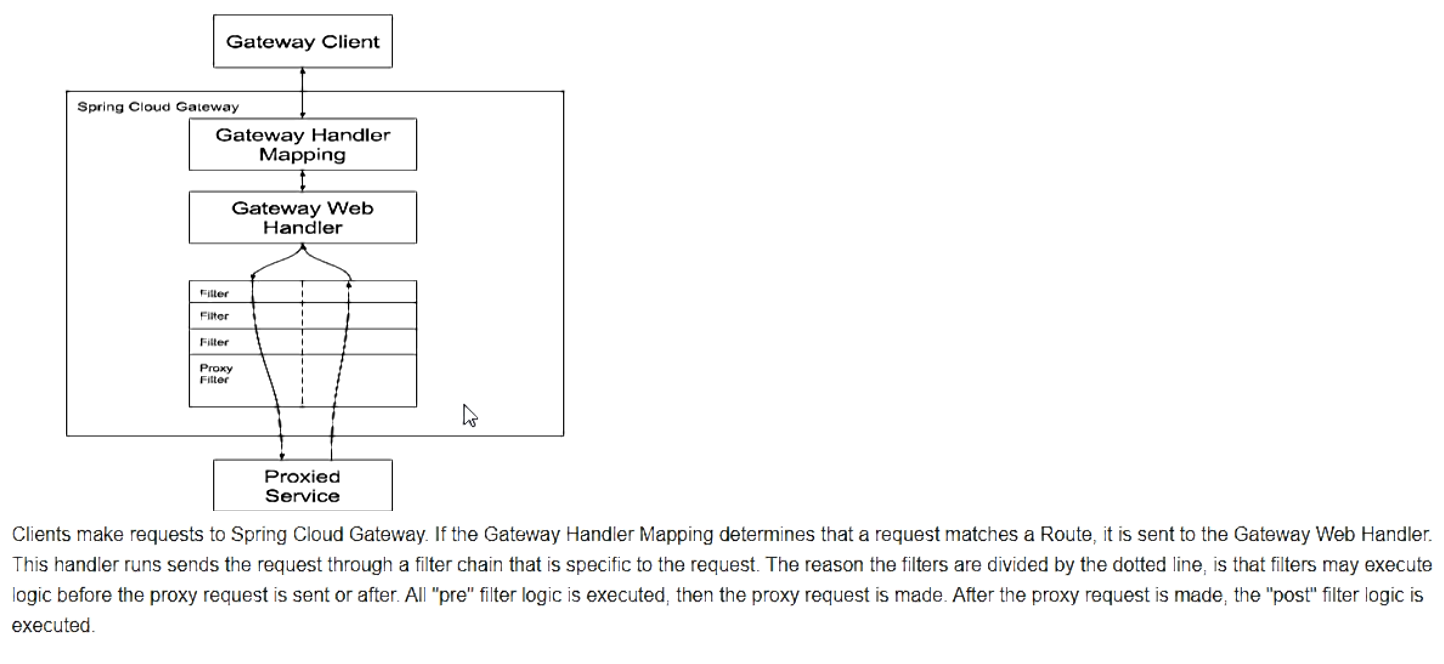 Gateway Client
Spring Cloud Gateway
Gateway Handler
Mapping
Gateway Web
Handler
Filter
Filter
Filter
Proxy
Filter
Proxied
Service
Clients make requests to Spring Cloud Gateway. If the Gateway Handler Mapping determines that a request matches a Route, it is sent to the Gateway Web Handler.
This handler runs sends the request through a filter chain that is specific to the request. The reason the filters are divided by the dotted line, is that filters may execute
logic before the proxy request is sent or after. All "pre" filter logic is executed, then the proxy request is made. After the proxy request is made, the "post" filter logic is
executed.